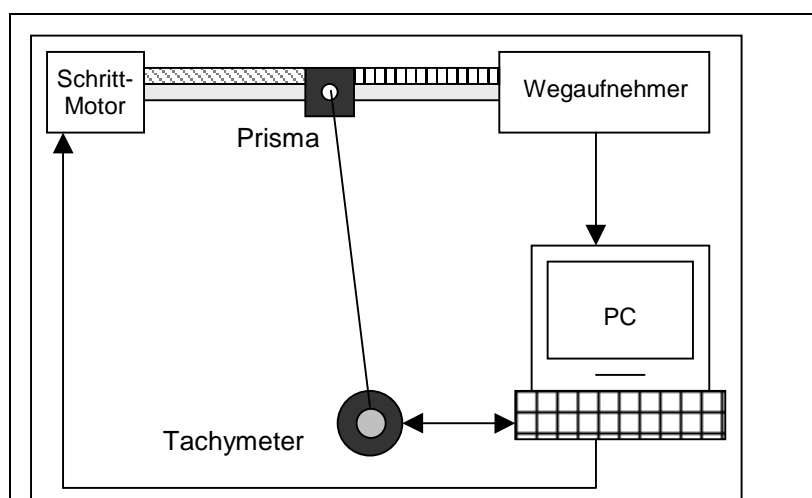 Schritt-
Motor
Wegaufnehmer
Prisma
PC
Tachymeter